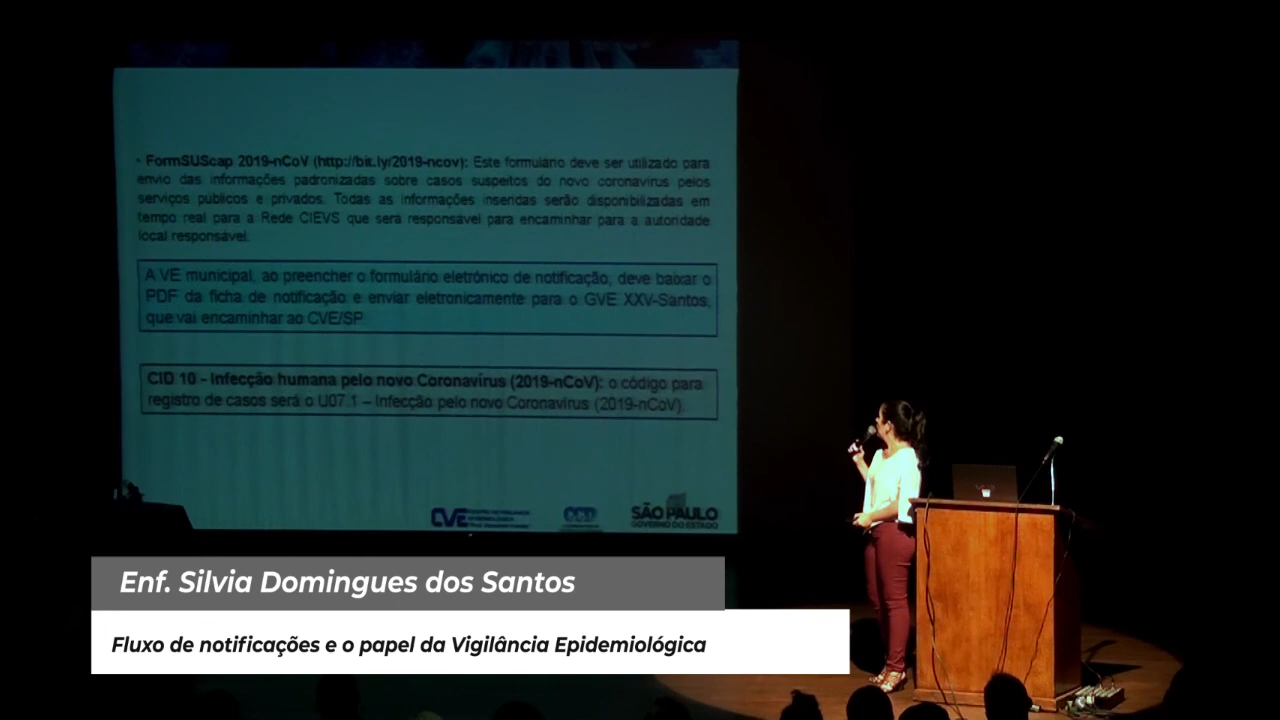 • FormSUScap 2019-nCoV (http://bit.ly/2019-ncov): Este formulário deve ser utilizado para
envio das informações padronizadas sobre casos suspeitos do novo coronavírus pelos
serviços públicos e privados. Todas as informações inseridas serão disponibilizadas em
tempo real para a Rede CIEVS que será responsável para encaminhar para a autoridade
local responsável.
A VE municipal, ao preencher o formulário eletrônico de notificação, deve baixar o
PDF da ficha de notificação e enviar eletronicamente para o GVE XXV-Santos,
que vai encaminhar ao CVE/SP.
CID 10 - Infecção humana pelo novo Coronavírus (2019-nCoV): o código para
registro de casos será o U07.1 – Infecção pelo novo Coronavírus (2019-nCoV).
CVE
SÃO PAULO
GOVERNO DO ESTADO
Enf. Silvia Domingues dos Santos
Fluxo de notificações e o papel da Vigilância Epidemiológica